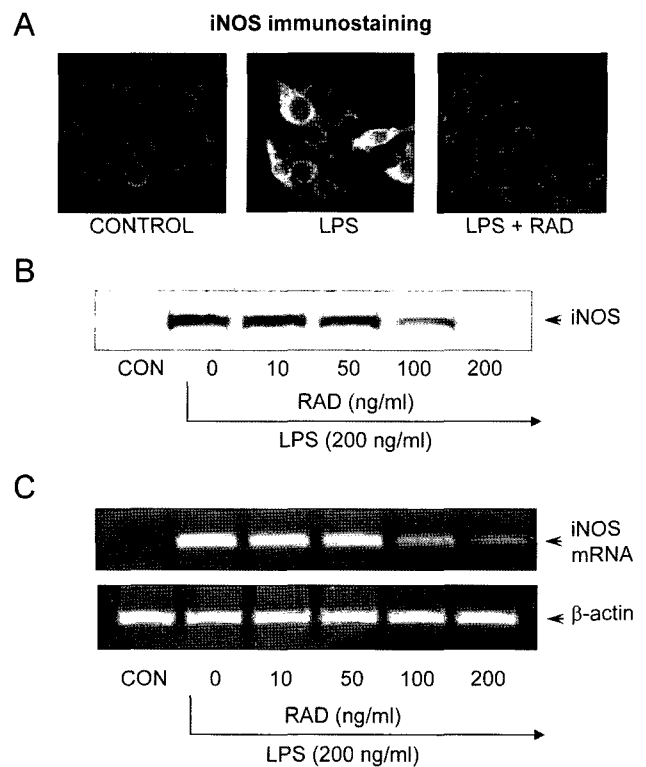 A
iNOS immunostaining
CONTROL LPS LPS + RAD
B
iNOS
CON 0 10 50 100 200
RAD (ng/ml)
LPS (200 ng/ml)
C
iNOS
mRNA
β-actin
CON 0 10 50 100 200
RAD (ng/ml)
LPS (200 ng/ml)